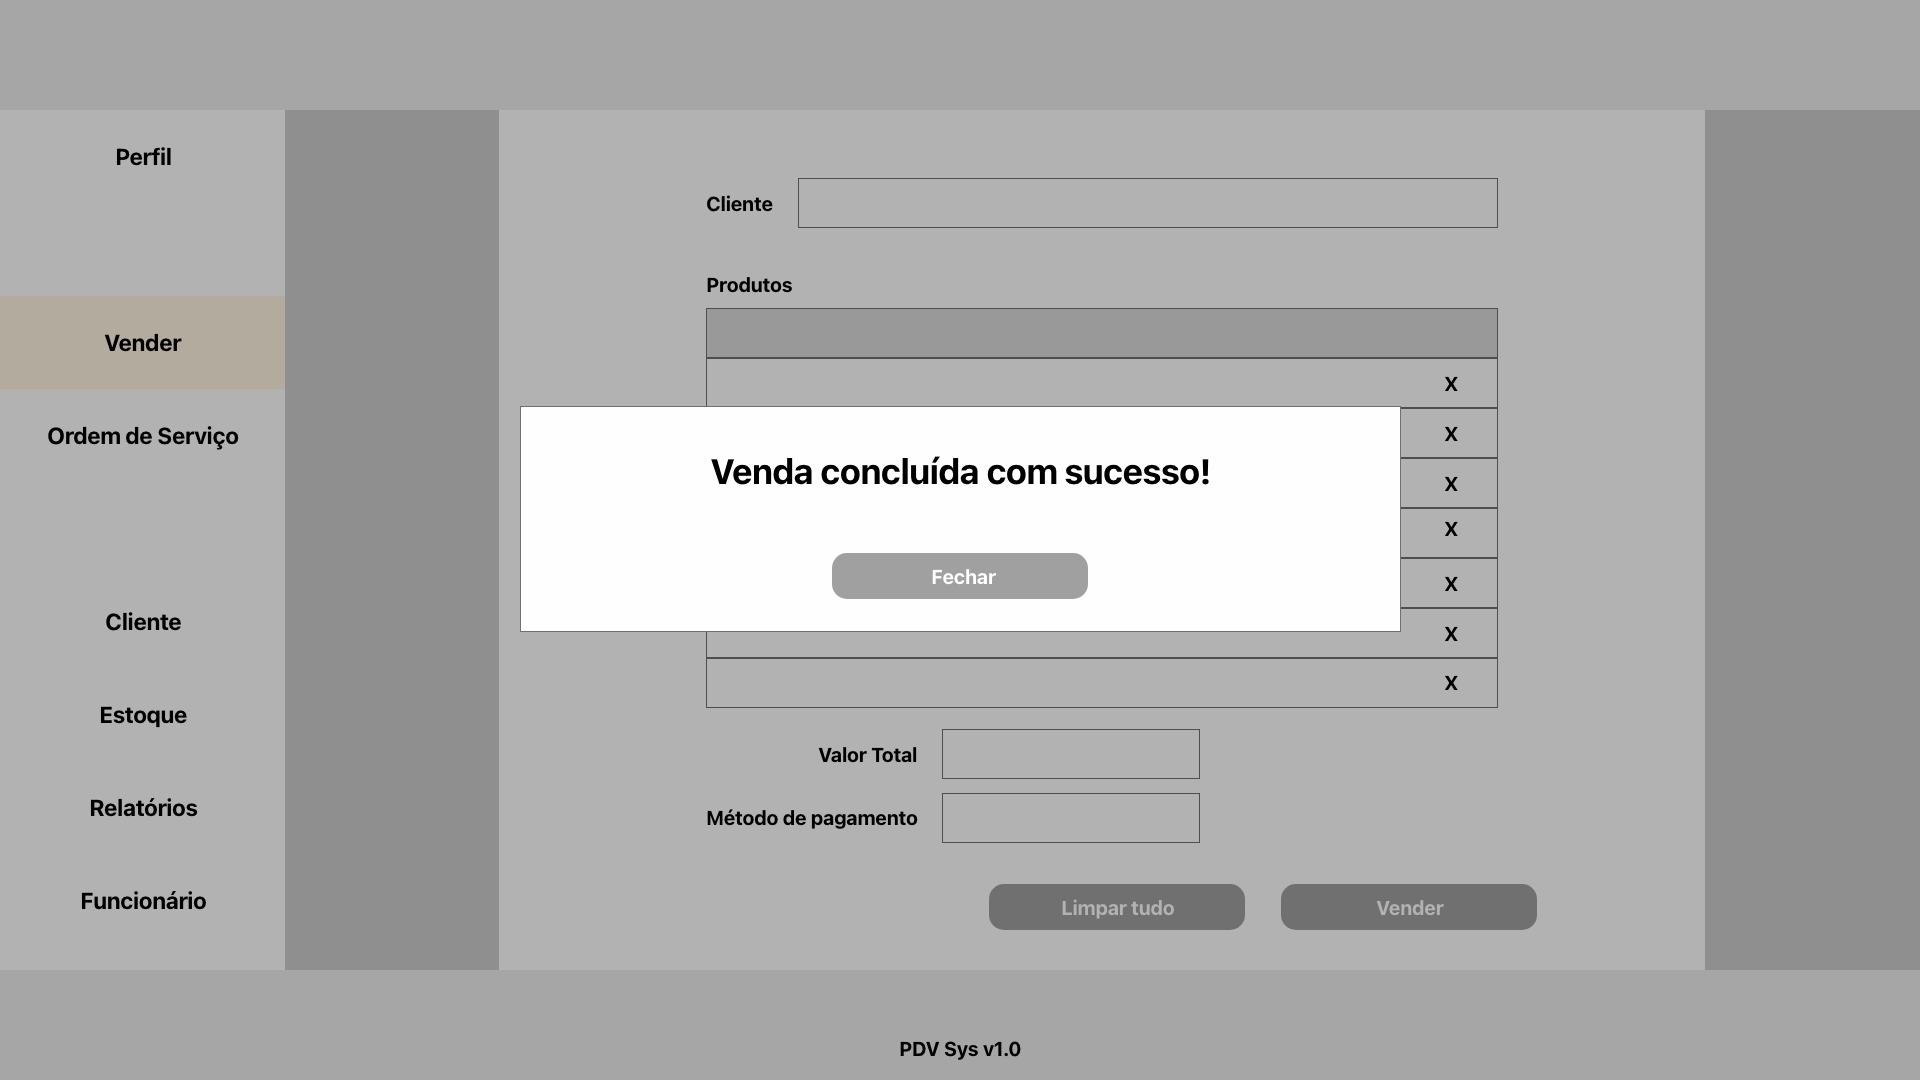 Perfil
Vender
Ordem de Serviço
Cliente
Estoque
Relatórios
Funcionário
Cliente
Produtos
X
X
X
X
X
X
X
Venda concluída com sucesso!
Fechar
Valor Total
Método de pagamento
Limpar tudo
Vender
PDV Sys v1.0